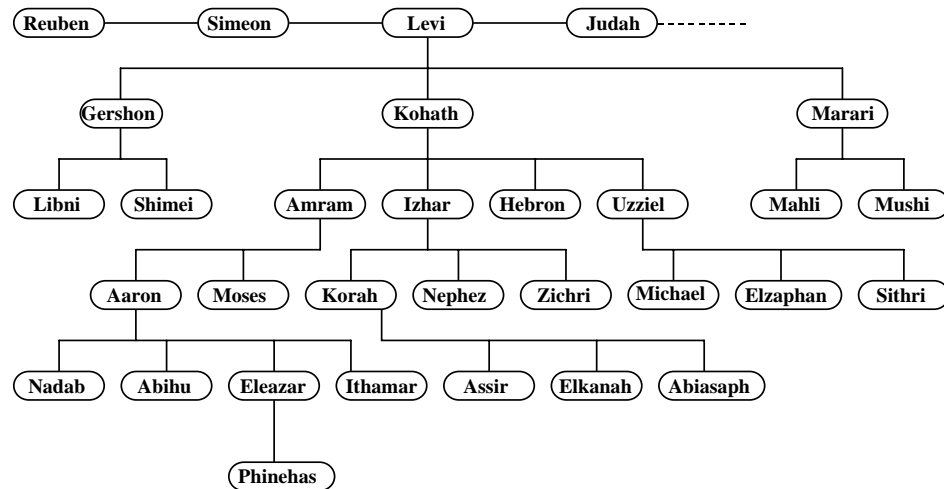 Reuben Simeon Levi Judah
Gershon Kohath Marari
Libni Shimei Amram Izhar Hebron Uzziel Mahli Mushi
Aaron Moses Korah Nephez Zichri Michael Elzaphan Sithri
Nadab Abihu Eleazar Ithamar Assir Elkanah Abiasaph
Phinehas